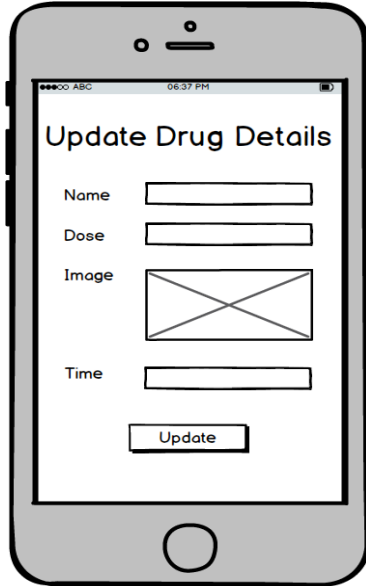 ●●●○○ ABC 06:37 PM
Update Drug Details
Name
Dose
Image
Time
Update